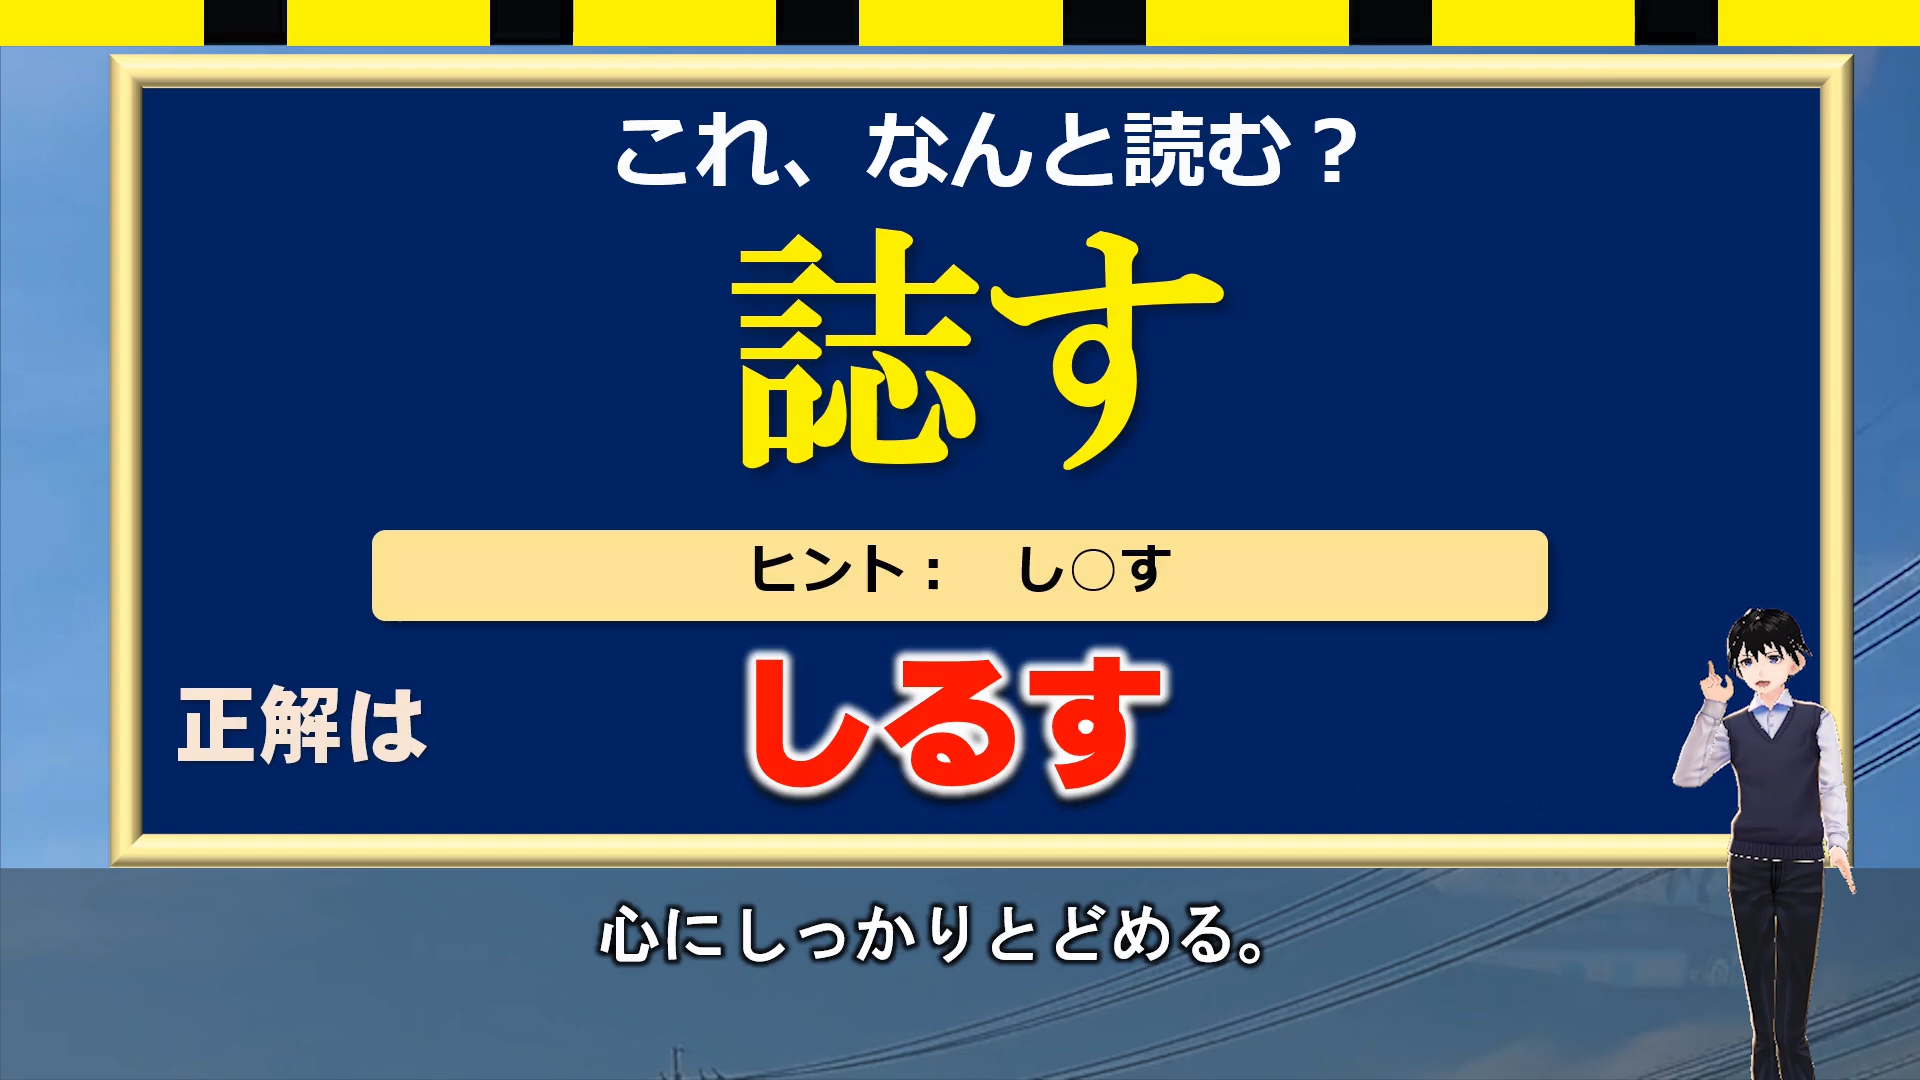 これ、なんと読む？
誌す
ヒント：　し○す
正解は　しるす
心にしっかりとどめる。